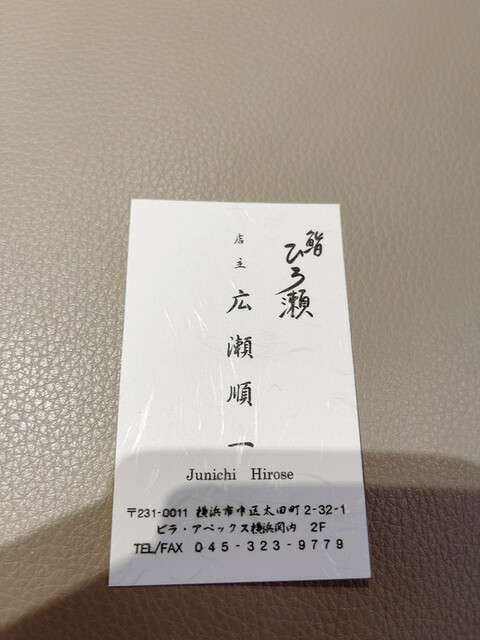 鮨
ひろ瀬
店主
広瀬順一
Junichi Hirose
〒231-0011 横浜市中区太田町2-32-1
ビラ・アペックス横浜関内 2F
TEL/FAX 045-323-9779